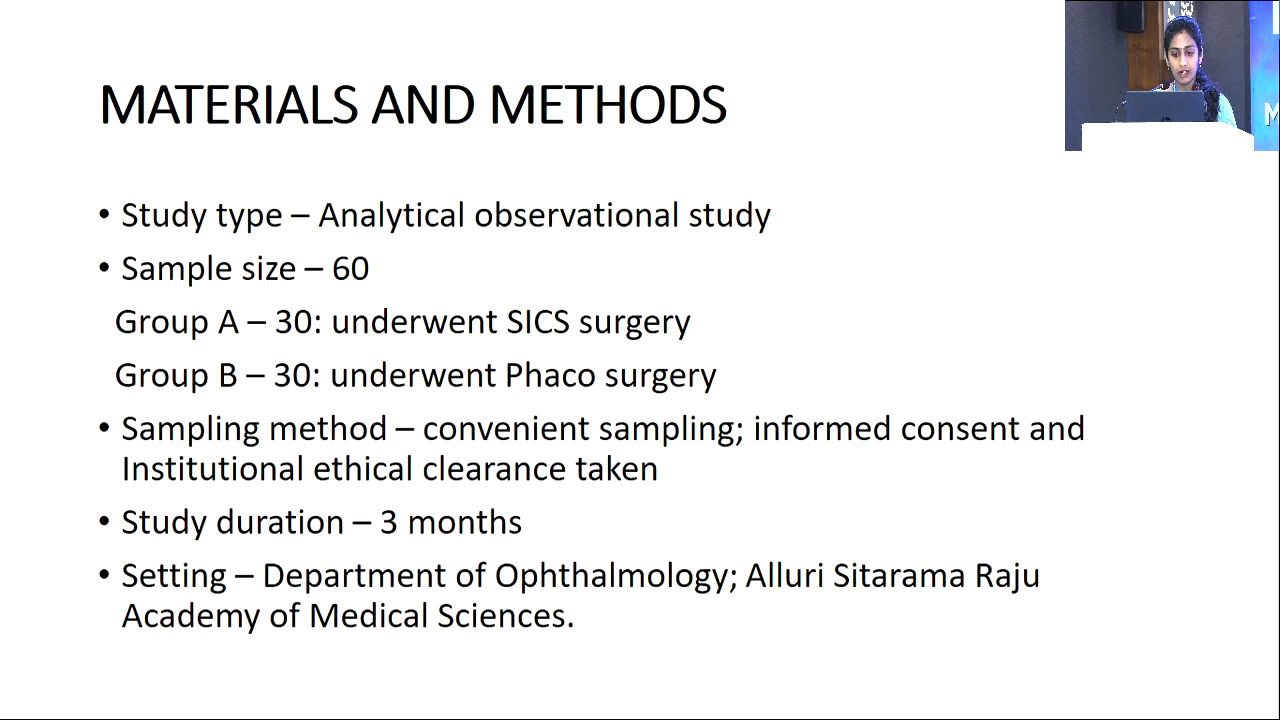 MATERIALS AND METHODS
• Study type – Analytical observational study
• Sample size – 60
Group A – 30: underwent SICS surgery
Group B – 30: underwent Phaco surgery
• Sampling method – convenient sampling; informed consent and
Institutional ethical clearance taken
• Study duration – 3 months
• Setting – Department of Ophthalmology; Alluri Sitarama Raju
Academy of Medical Sciences.